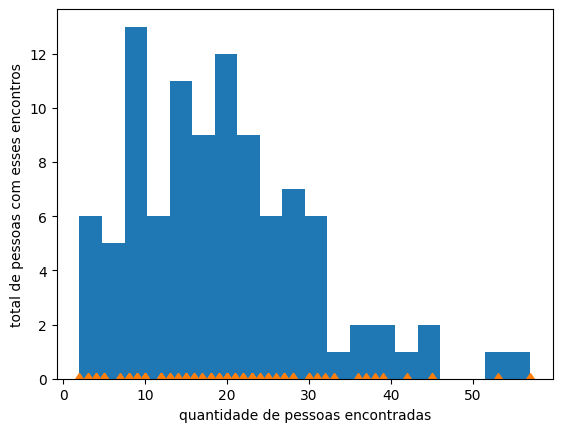 12
10
8
6
4
2
0
total de pessoas com esses encontros
0 10 20 30 40 50
quantidade de pessoas encontradas